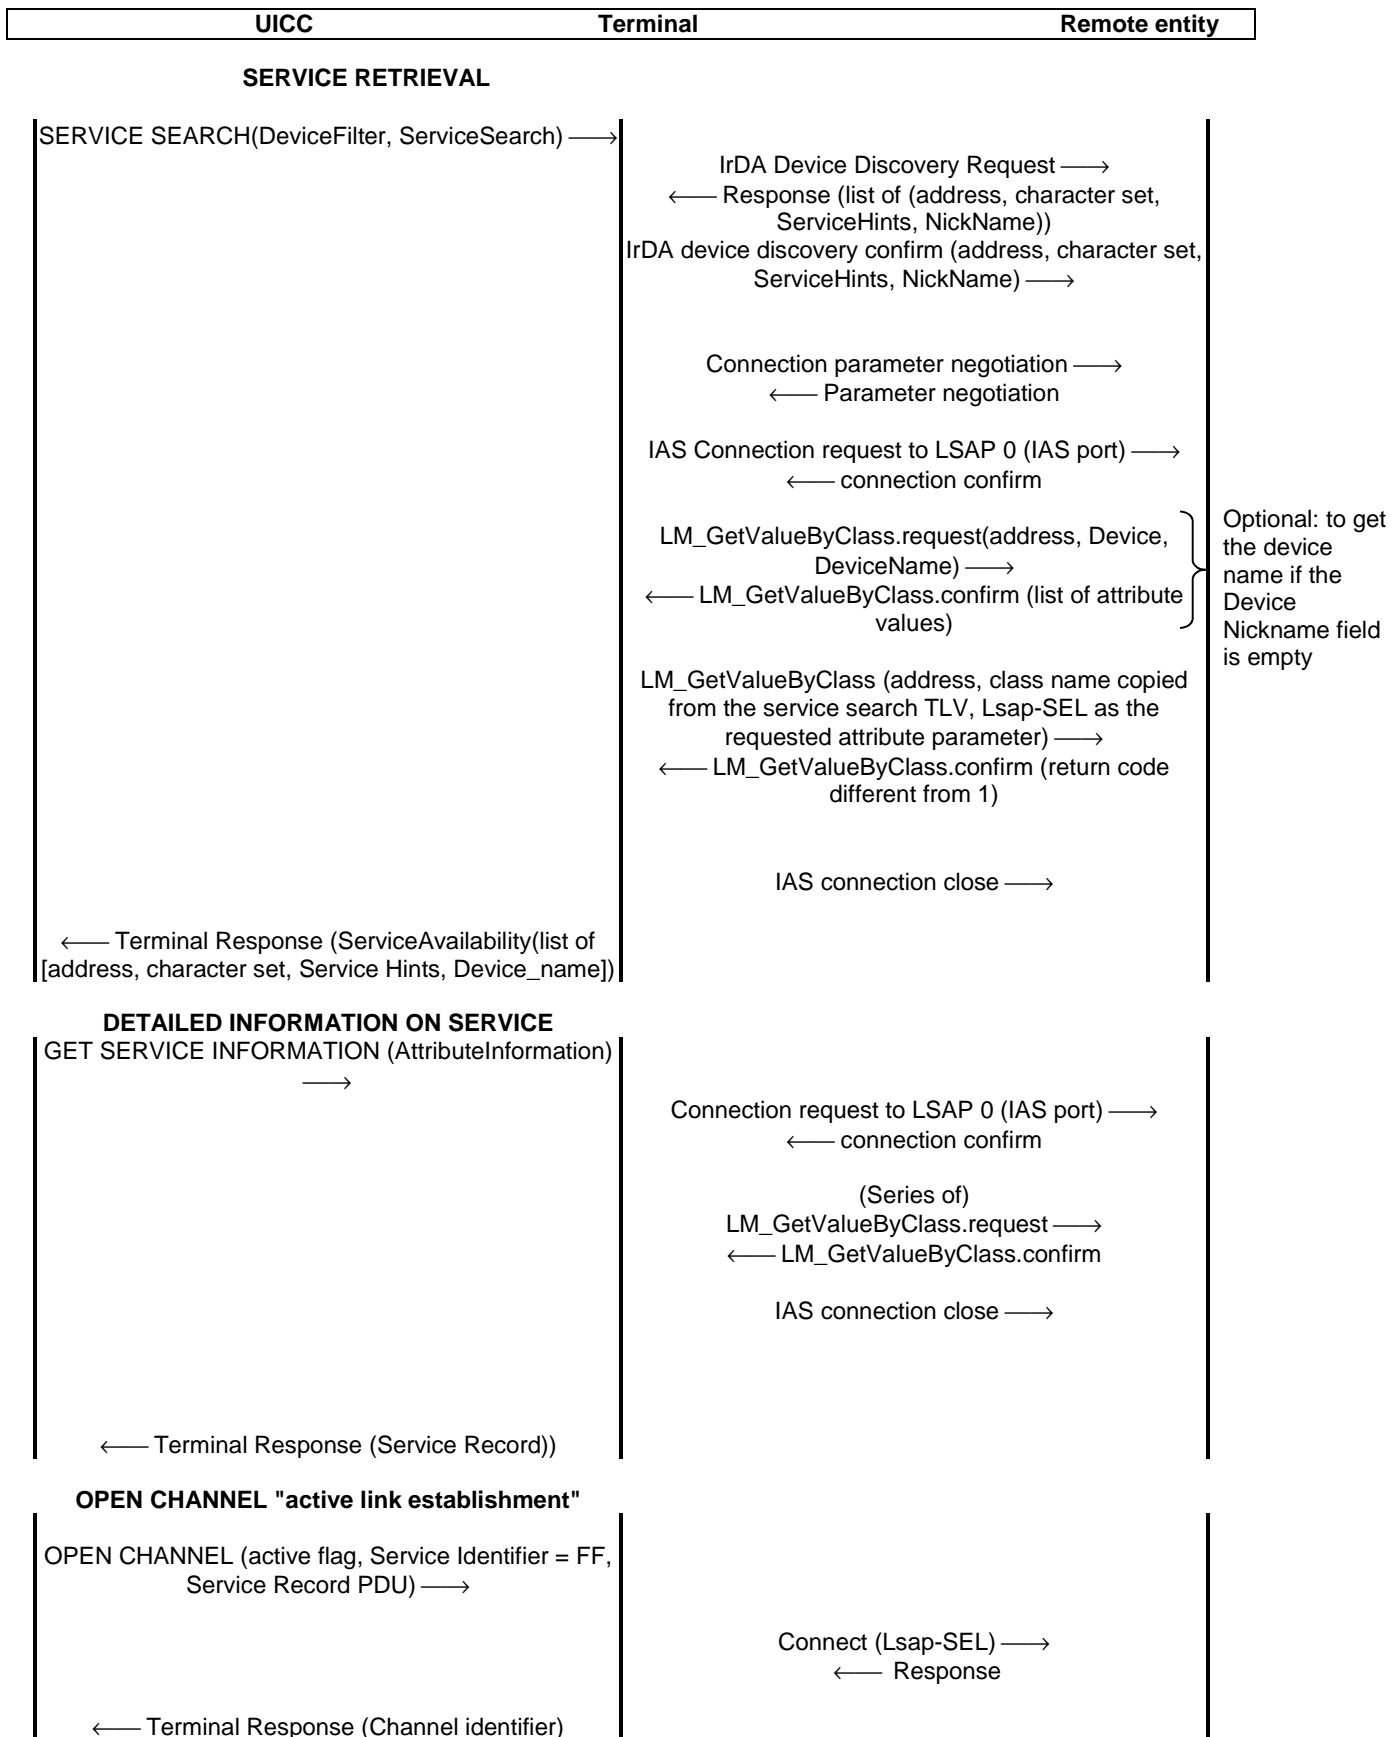 UICC Terminal Remote entity
SERVICE RETRIEVAL
SERVICE SEARCH(DeviceFilter, ServiceSearch) ⟶
IrDA Device Discovery Request ⟶
⟵ Response (list of (address, character set,
ServiceHints, NickName))
IrDA device discovery confirm (address, character set,
ServiceHints, NickName) ⟶
Connection parameter negotiation ⟶
⟵ Parameter negotiation
IAS Connection request to LSAP 0 (IAS port) ⟶
⟵ connection confirm
LM_GetValueByClass.request(address, Device,
DeviceName) ⟶
⟵ LM_GetValueByClass.confirm (list of attribute
values)
Optional: to get
the device
name if the
Device
Nickname field
is empty
LM_GetValueByClass (address, class name copied
from the service search TLV, Lsap-SEL as the
requested attribute parameter) ⟶
⟵ LM_GetValueByClass.confirm (return code
different from 1)
IAS connection close ⟶
⟵ Terminal Response (ServiceAvailability(list of
[address, character set, Service Hints, Device_name])
DETAILED INFORMATION ON SERVICE
GET SERVICE INFORMATION (AttributeInformation)
⟶
Connection request to LSAP 0 (IAS port) ⟶
⟵ connection confirm
(Series of)
LM_GetValueByClass.request ⟶
⟵ LM_GetValueByClass.confirm
IAS connection close ⟶
⟵ Terminal Response (Service Record))
OPEN CHANNEL "active link establishment"
OPEN CHANNEL (active flag, Service Identifier = FF,
Service Record PDU) ⟶
Connect (Lsap-SEL) ⟶
⟵ Response
⟵ Terminal Response (Channel identifier)